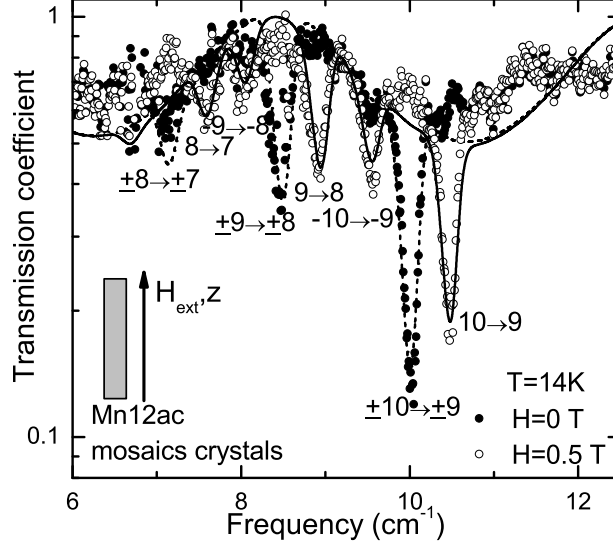 1
Transmission coefficient
-9→-8
8→7
±8→±7
±9→±8
9→8
-10→-9
H_ext,z
10→9
T=14K
±10→±9
H=0 T
H=0.5 T
Mn12ac
mosaics crystals
0.1
6 8 10 12
Frequency (cm⁻¹)